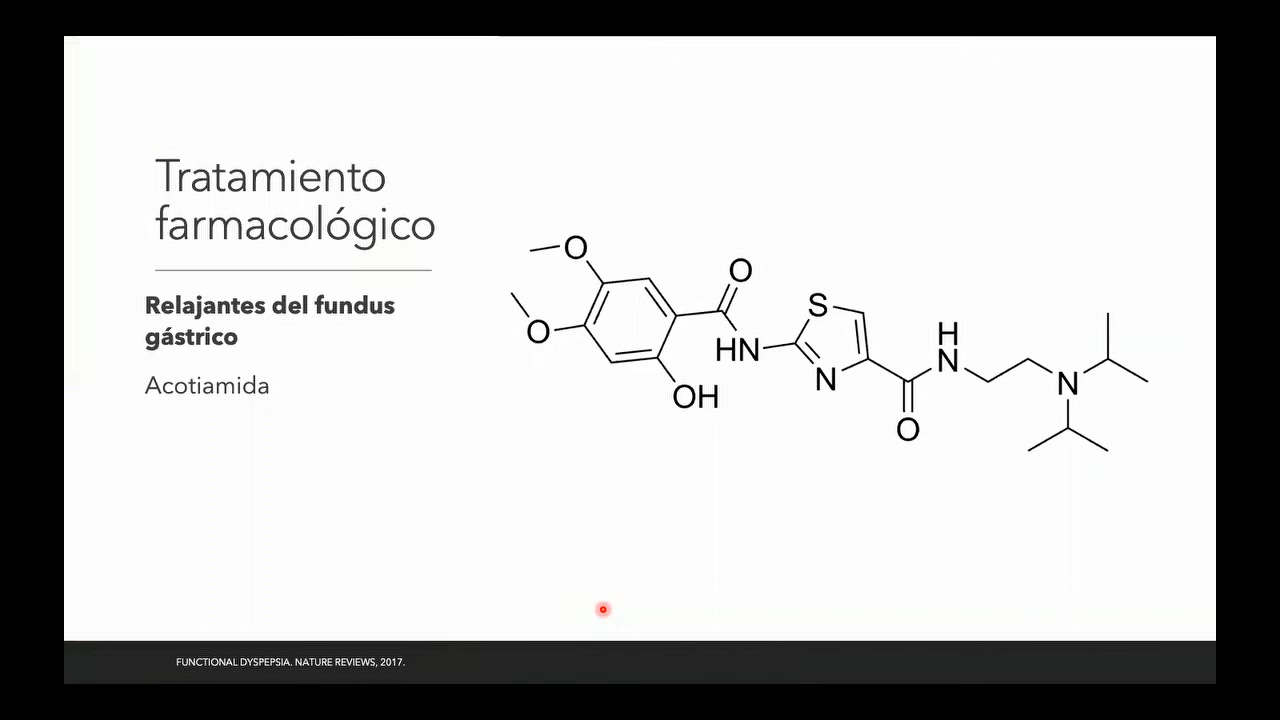 Tratamiento
farmacológico
Relajantes del fundus
gástrico
Acotiamida
O
O
O
HN
OH
S
N
H
N
O
N
FUNCTIONAL DYSPEPSIA. NATURE REVIEWS, 2017.